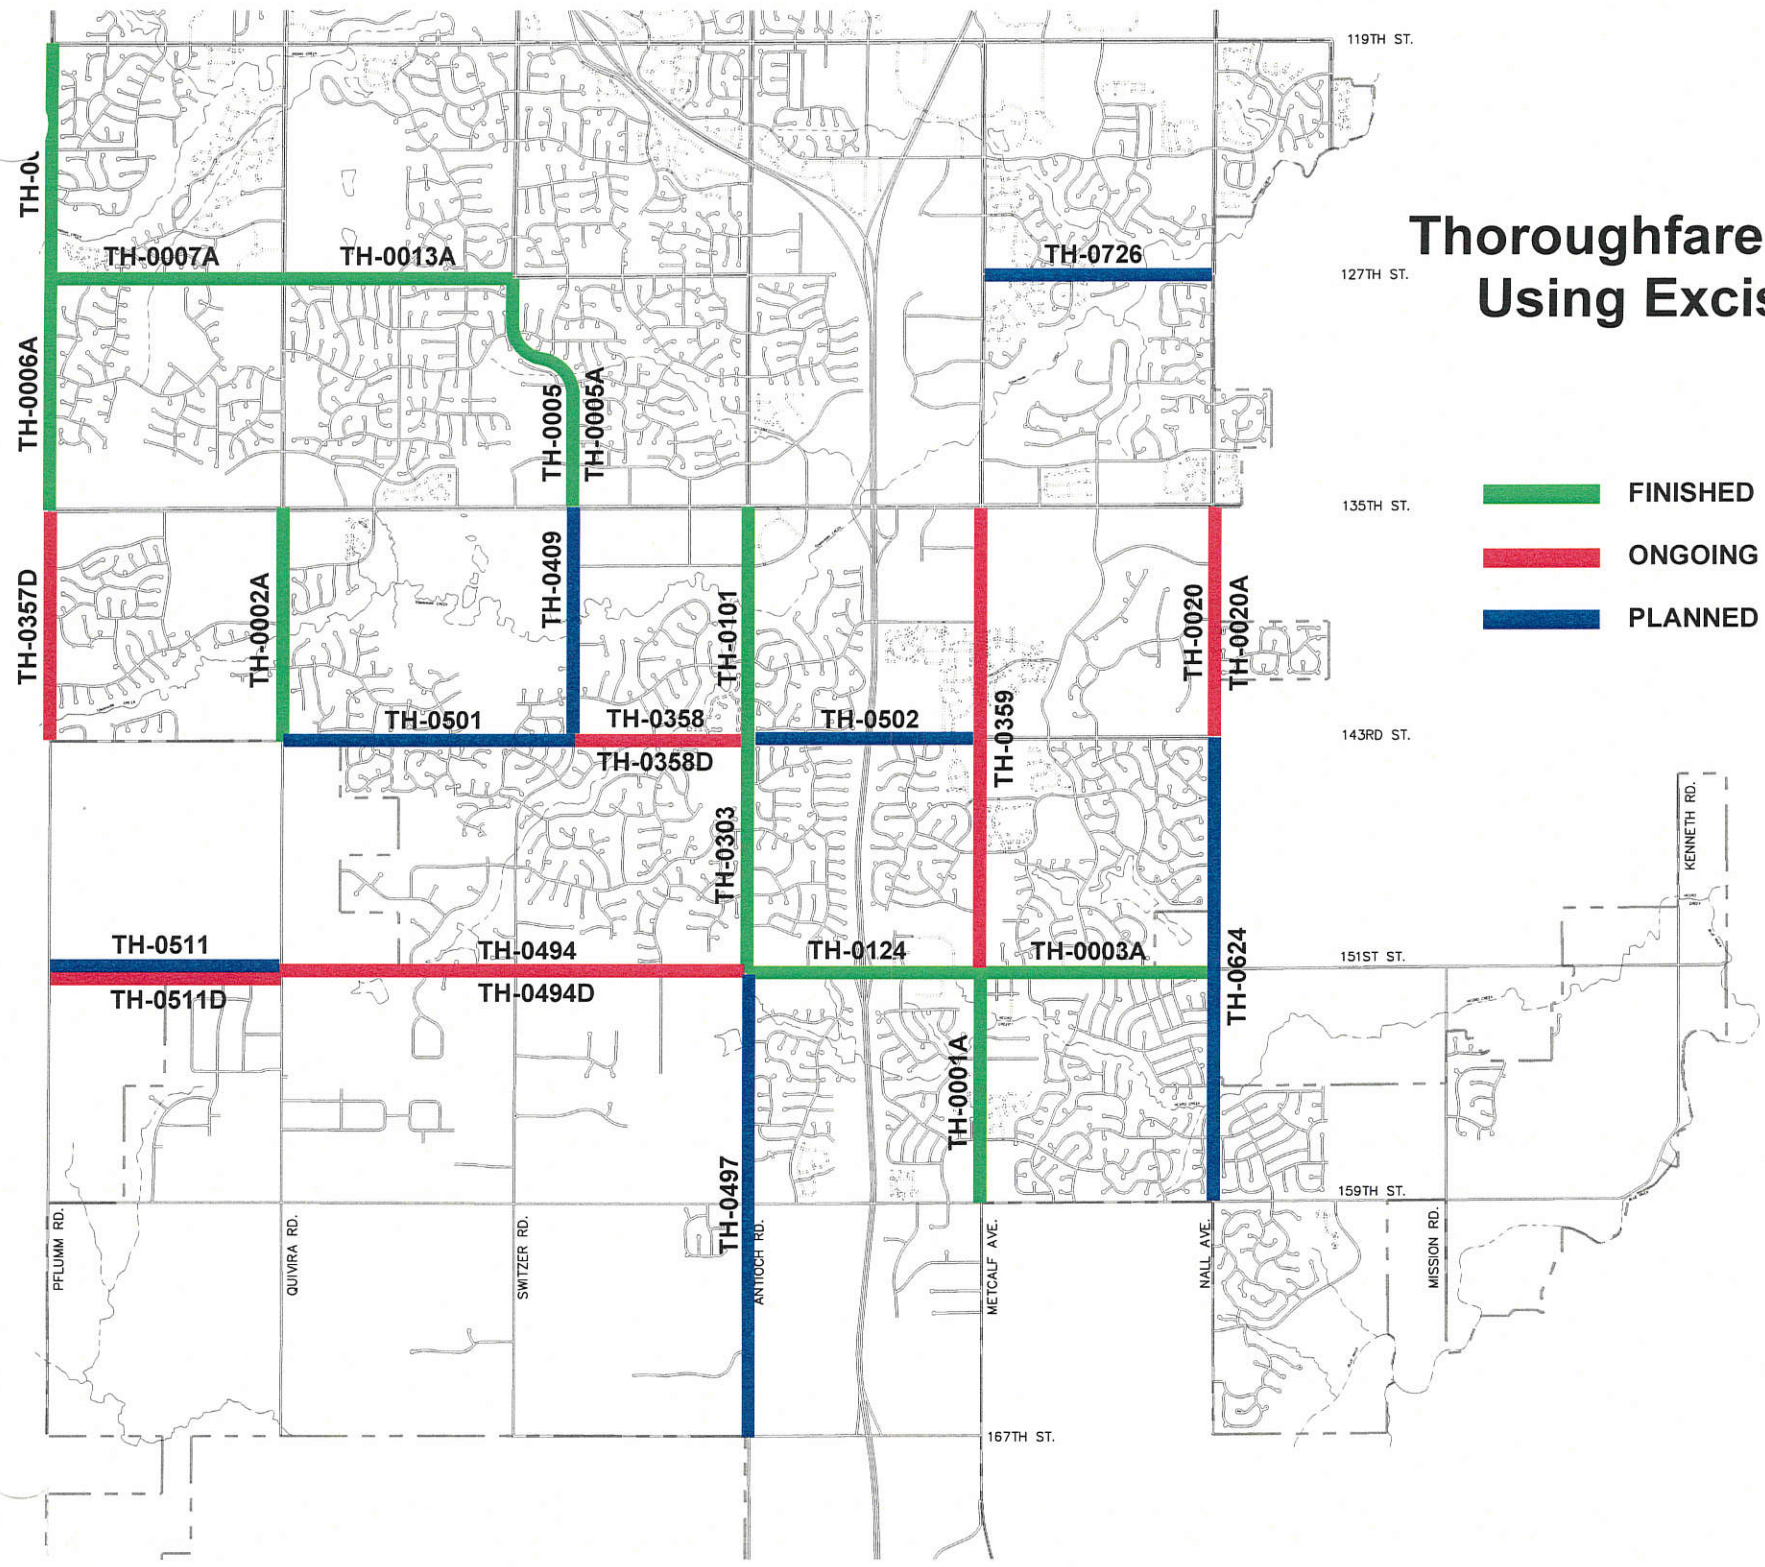 119TH ST.
TH-0
Thoroughfare
TH-0007A
TH-0013A
TH-0726
127TH ST.
Using Excis
TH-0006A
TH-0005
TH-0005A
FINISHED
135TH ST.
ONGOING
PLANNED
TH-0357D
TH-0002A
TH-0409
TH-0101
TH-0020
TH-0020A
TH-0501
TH-0358
TH-0502
TH-0359
143RD ST.
TH-0358D
TH-0303
KENNETH RD.
TH-0511
TH-0494
TH-0124
TH-0003A
151ST ST.
TH-0624
TH-0511D
TH-0494D
TH-0001A
TH-0497
159TH ST.
PFLUMM RD.
QUIVIRA RD.
SWITZER RD.
ANTIOCH RD.
METCALF AVE.
NALL AVE.
MISSION RD.
167TH ST.